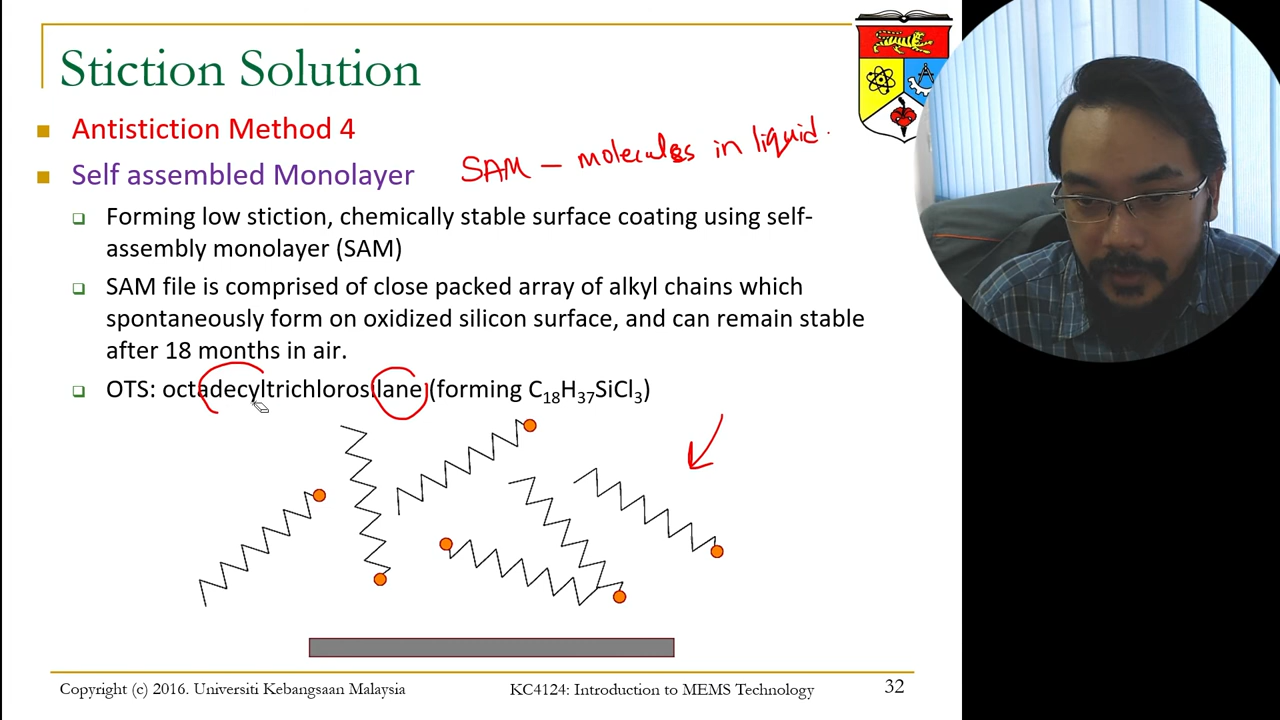 Stiction Solution
Antistiction Method 4
Self assembled Monolayer
SAM – molecules in liquid.
Forming low stiction, chemically stable surface coating using self-
assembly monolayer (SAM)
SAM file is comprised of close packed array of alkyl chains which
spontaneously form on oxidized silicon surface, and can remain stable
after 18 months in air.
OTS: octadecyltrichlorosilane (forming C₁₈H₃₇SiCl₃)
Copyright (c) 2016. Universiti Kebangsaan Malaysia
KC4124: Introduction to MEMS Technology
32